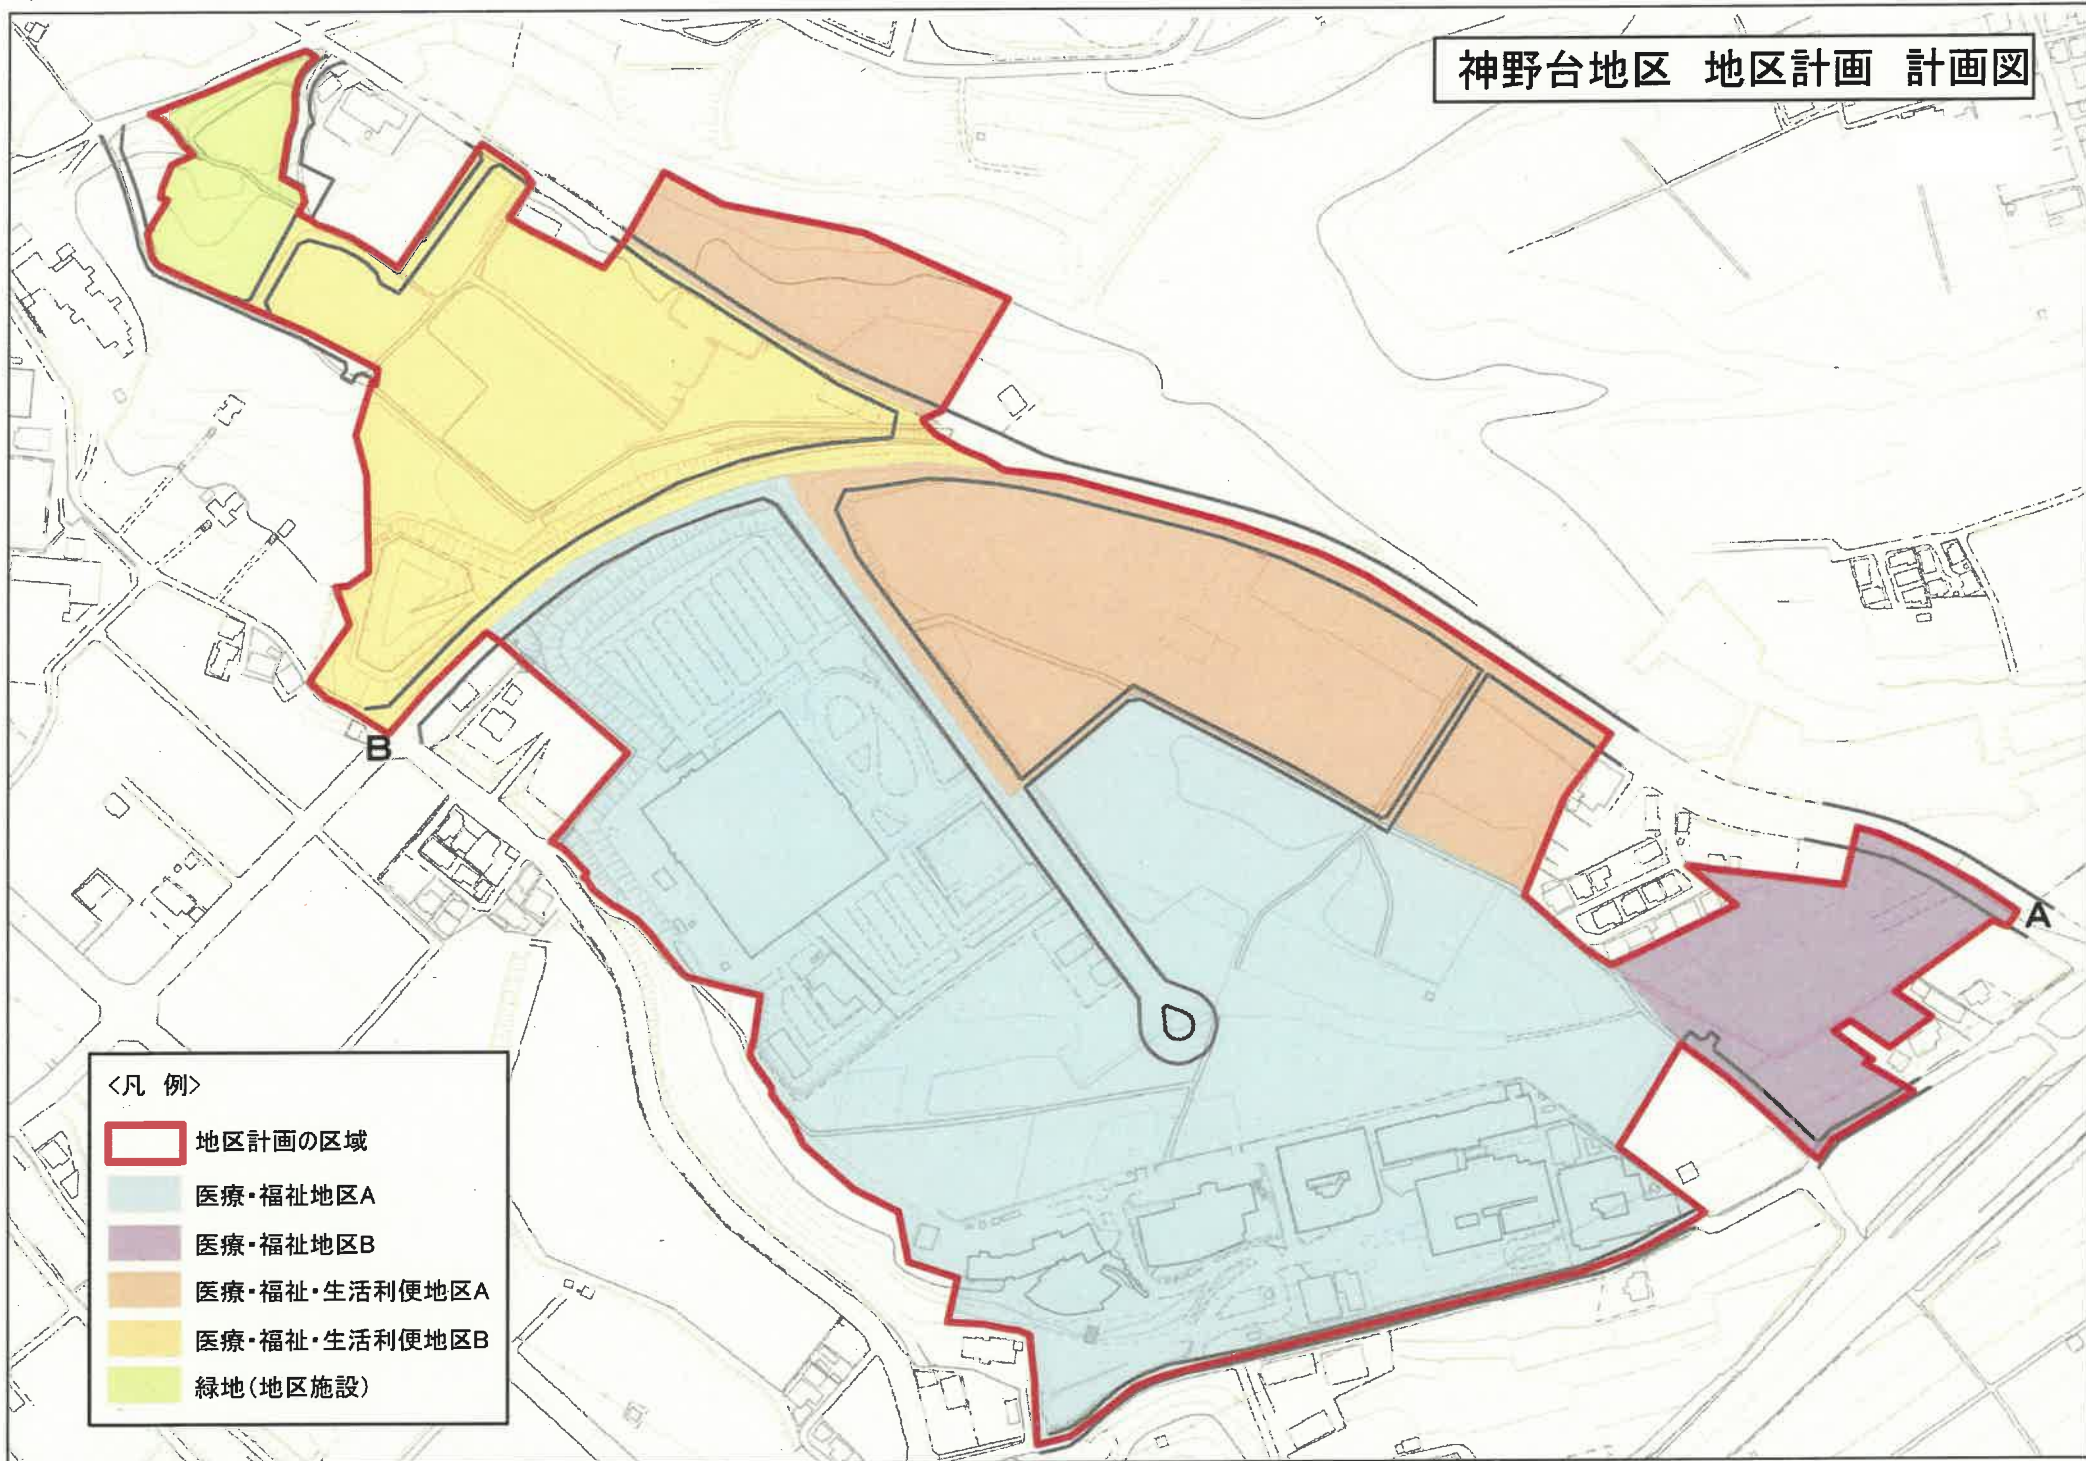 神野台地区 地区計画 計画図
B
A
<凡 例>
地区計画の区域
医療・福祉地区A
医療・福祉地区B
医療・福祉・生活利便地区A
医療・福祉・生活利便地区B
緑地(地区施設)